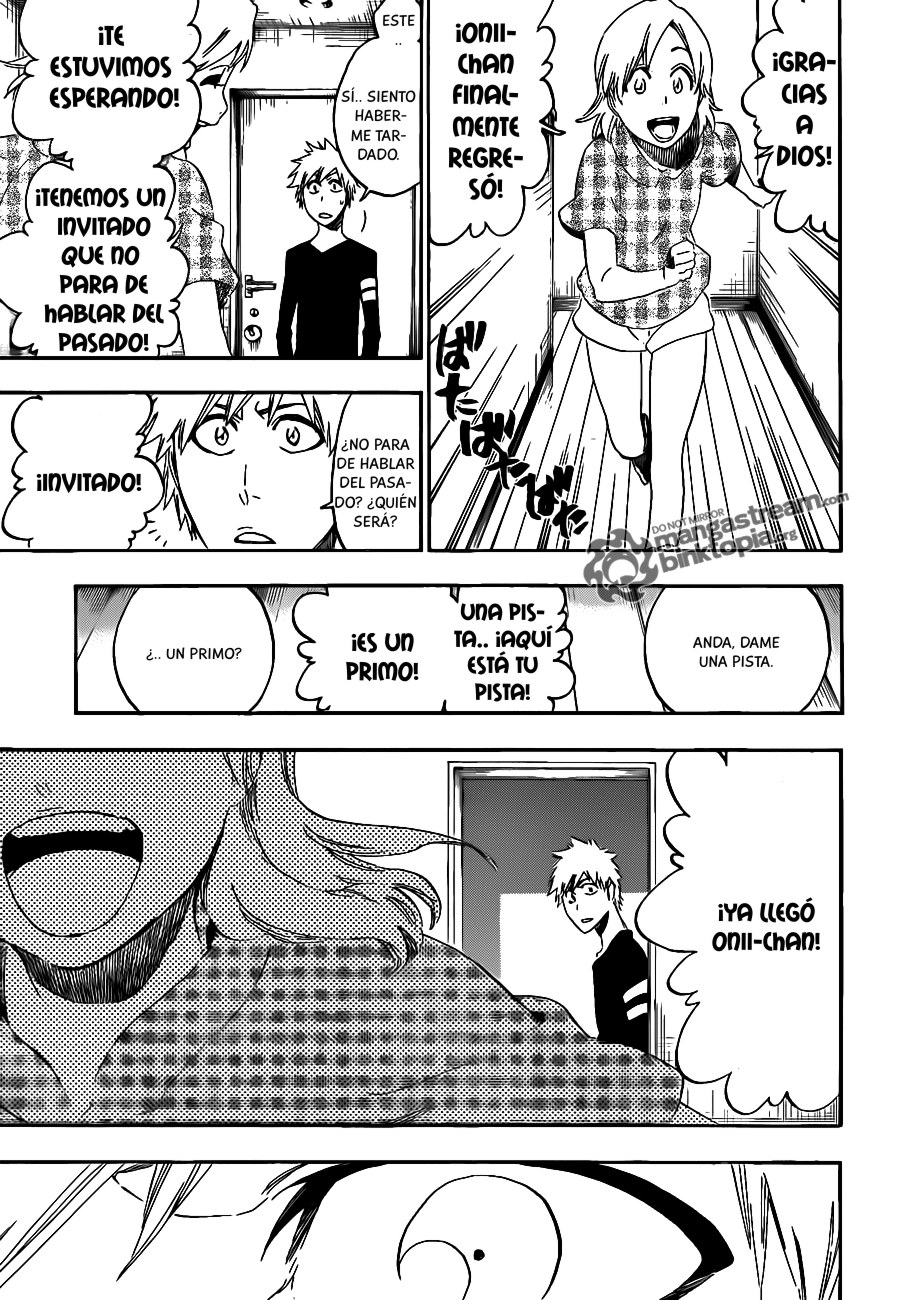 ¡GRA-
CIAS
A
DIOS!
¡ONII-
CHAN
FINAL-
MENTE
REGRE-
SÓ!
ばたばたばた
ESTE
..
SÍ.. SIENTO
HABER-
ME TAR-
DADO.
¡TE
ESTUVIMOS
ESPERANDO!
¡TENEMOS UN
INVITADO
QUE NO
PARA DE
HABLAR DEL
PASADO!
¿NO PARA
DE HABLAR
DEL PASA-
DO? ¿QUIÉN
SERÁ?
¡INVITADO!
DO NOT MIRROR
mangastream.com
binktopia.org
ANDA, DAME
UNA PISTA.
UNA PIS-
TA.. ¡AQUÍ
ESTÁ TU
PISTA!
¡ES UN
PRIMO!
¿.. UN PRIMO?
¡YA LLEGÓ
ONII-CHAN!